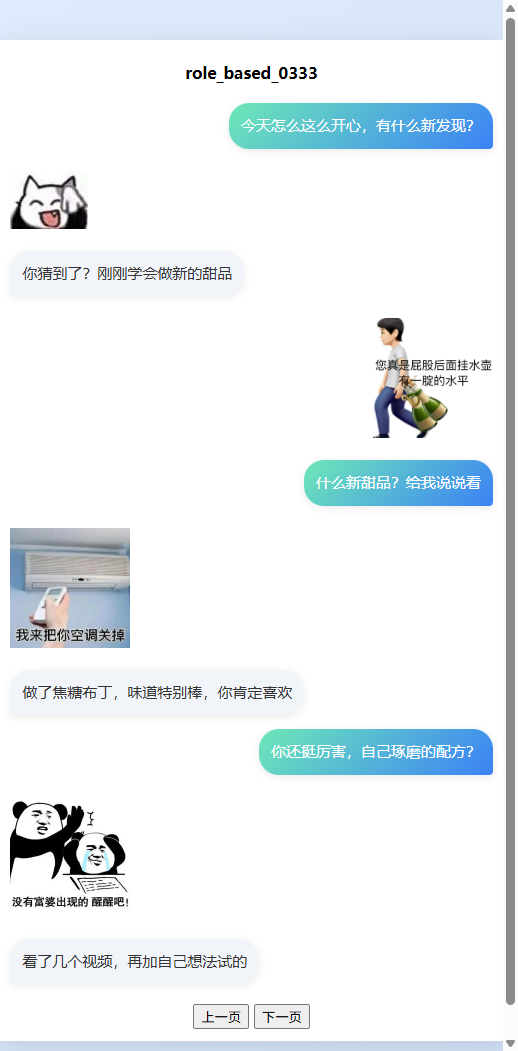 role_based_0333
今天怎么这么开心，有什么新发现？
你猜到了？刚刚学会做新的甜品
您真是屁股后面挂水壶
有一腚的水平
什么新甜品？给我说说看
我来把你空调关掉
做了焦糖布丁，味道特别棒，你肯定喜欢
你还挺厉害，自己琢磨的配方？
没有富婆出现的 醒醒吧!
看了几个视频，再加自己想法试的
上一页 下一页